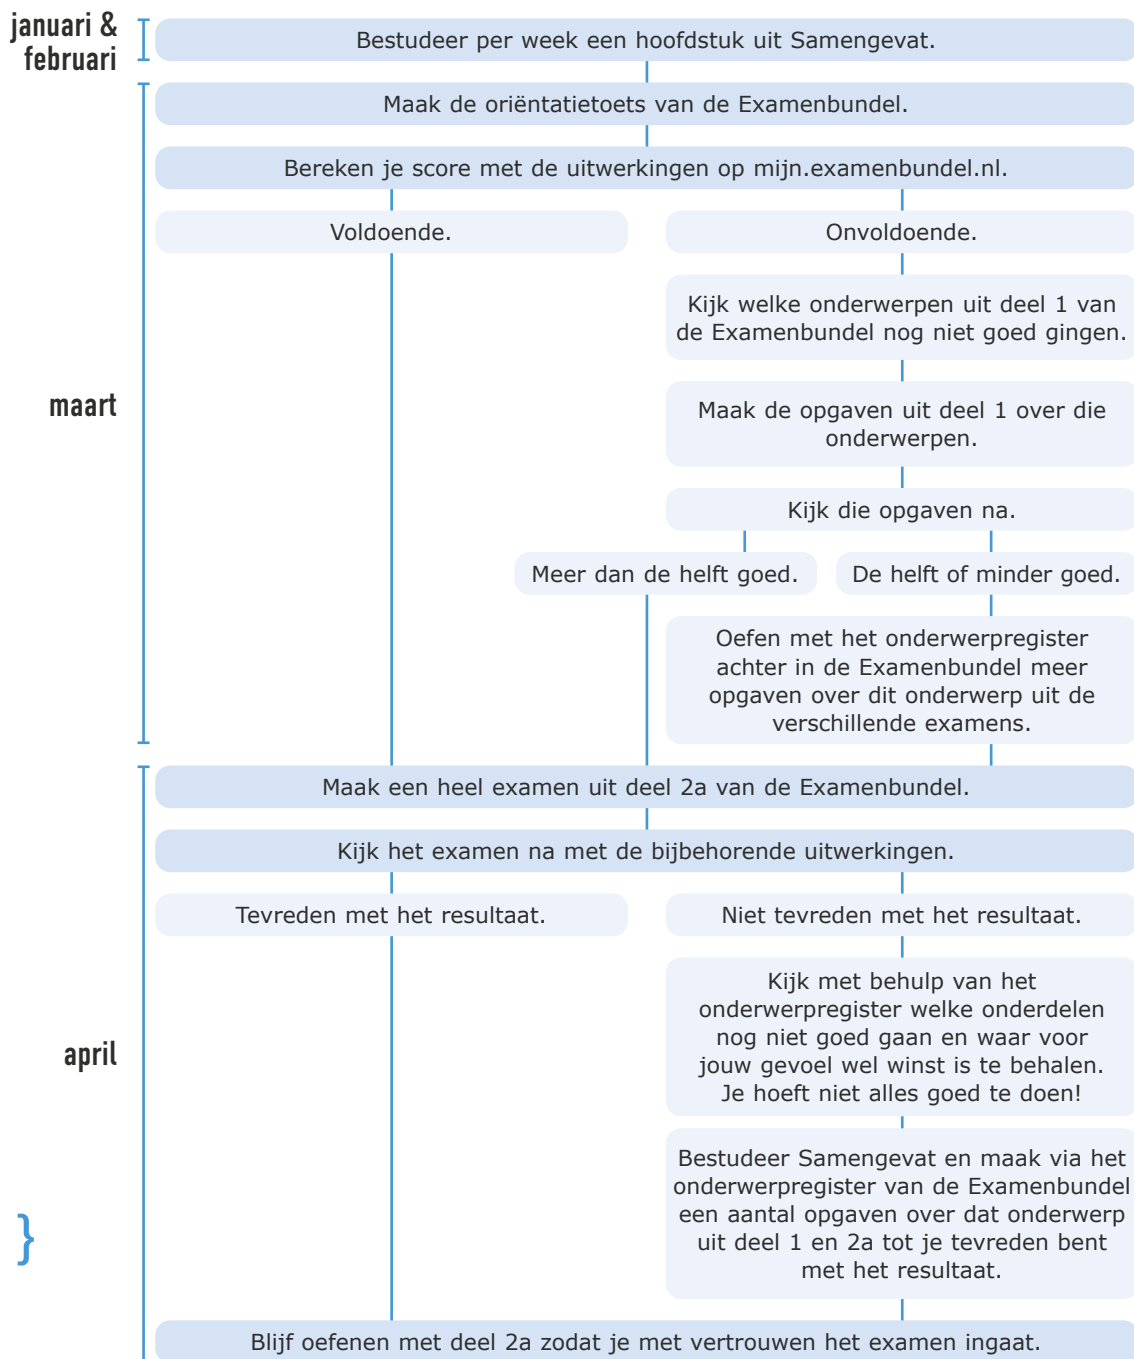 januari &
februari
Bestudeer per week een hoofdstuk uit Samengevat.
Maak de oriëntatietoets van de Examenbundel.
Bereken je score met de uitwerkingen op mijn.examenbundel.nl.
Voldoende.
Onvoldoende.
Kijk welke onderwerpen uit deel 1 van
de Examenbundel nog niet goed gingen.
maart
Maak de opgaven uit deel 1 over die
onderwerpen.
Kijk die opgaven na.
Meer dan de helft goed.
De helft of minder goed.
Oefen met het onderwerpregister
achter in de Examenbundel meer
opgaven over dit onderwerp uit de
verschillende examens.
Maak een heel examen uit deel 2a van de Examenbundel.
Kijk het examen na met de bijbehorende uitwerkingen.
Tevreden met het resultaat.
Niet tevreden met het resultaat.
Kijk met behulp van het
onderwerpregister welke onderdelen
nog niet goed gaan en waar voor
jouw gevoel wel winst is te behalen.
Je hoeft niet alles goed te doen!
april
Bestudeer Samengevat en maak via het
onderwerpregister van de Examenbundel
een aantal opgaven over dat onderwerp
uit deel 1 en 2a tot je tevreden bent
met het resultaat.
}
Blijf oefenen met deel 2a zodat je met vertrouwen het examen ingaat.